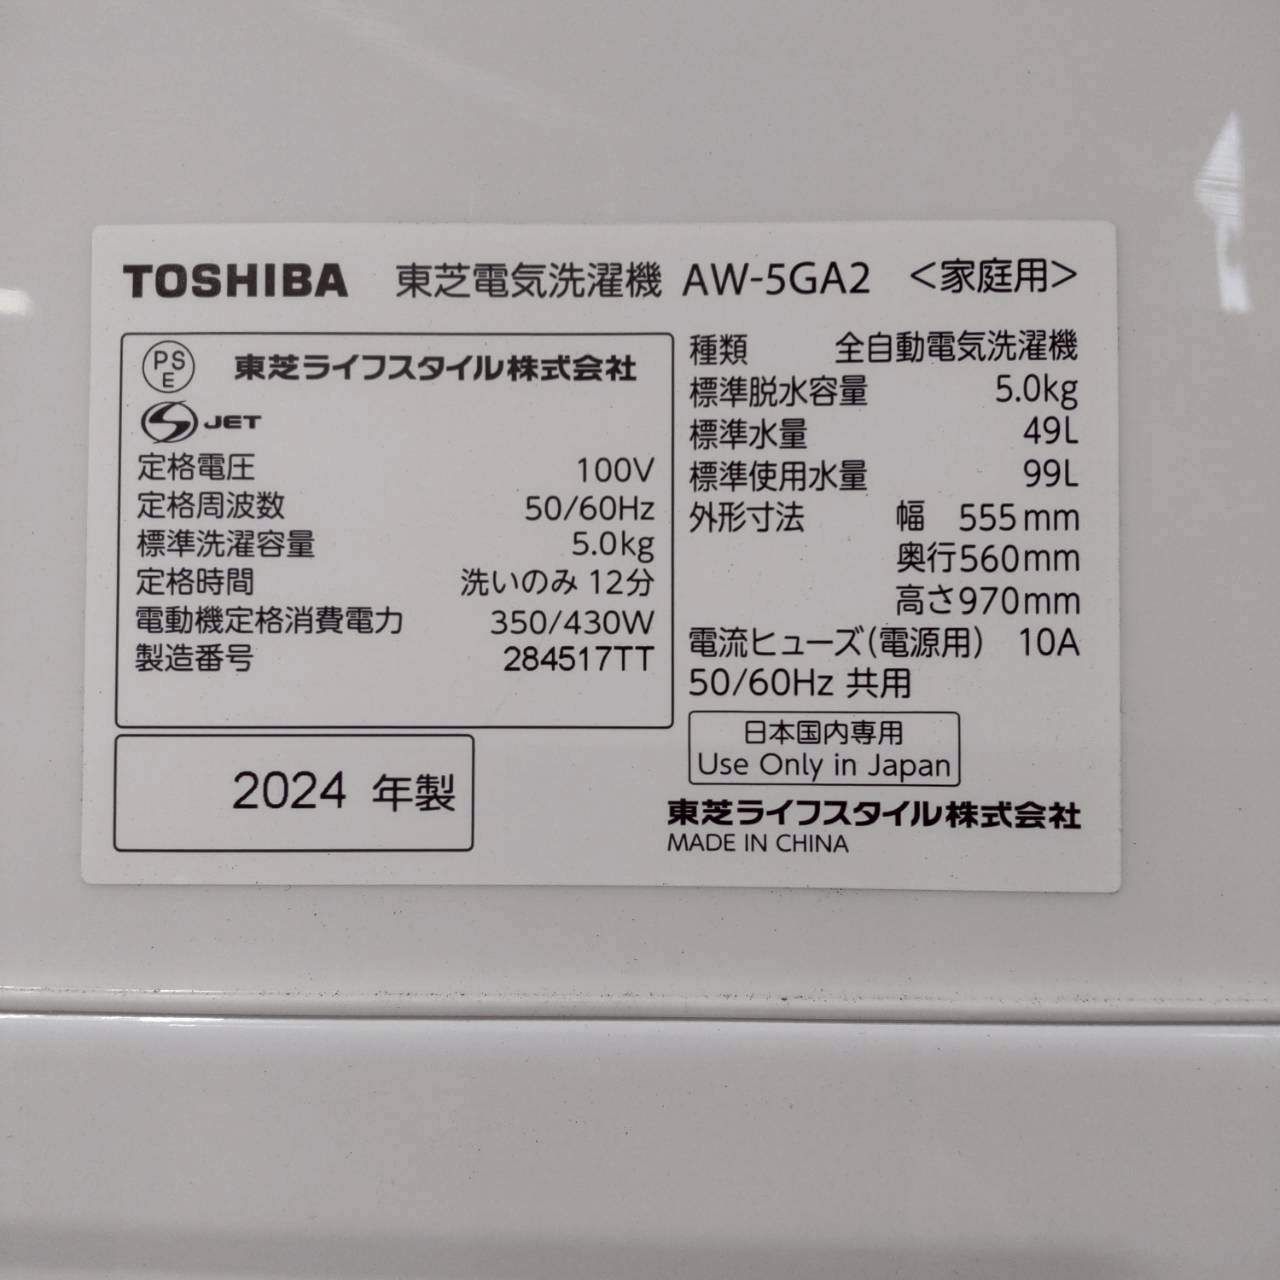 TOSHIBA 東芝電気洗濯機 AW-5GA2 <家庭用>
PSE 東芝ライフスタイル株式会社
S JET
定格電圧 100V
定格周波数 50/60Hz
標準洗濯容量 5.0kg
定格時間 洗いのみ 12分
電動機定格消費電力 350/430W
製造番号 284517TT
2024 年製
種類 全自動電気洗濯機
標準脱水容量 5.0kg
標準水量 49L
標準使用水量 99L
外形寸法 幅 555mm
奥行560mm
高さ970mm
電流ヒューズ(電源用) 10A
50/60Hz 共用
日本国内専用
Use Only in Japan
東芝ライフスタイル株式会社
MADE IN CHINA